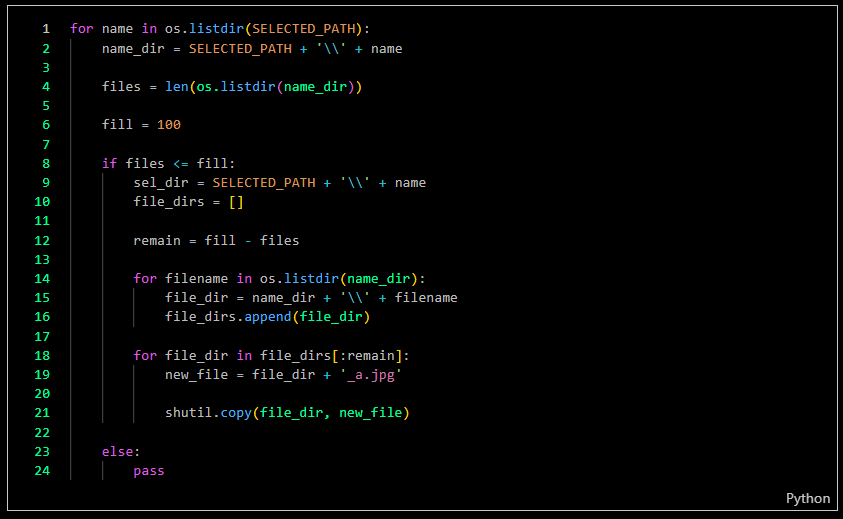 1 for name in os.listdir(SELECTED_PATH):
2     name_dir = SELECTED_PATH + '\\' + name
3
4     files = len(os.listdir(name_dir))
5
6     fill = 100
7
8     if files <= fill:
9         sel_dir = SELECTED_PATH + '\\' + name
10         file_dirs = []
11
12         remain = fill - files
13
14         for filename in os.listdir(name_dir):
15             file_dir = name_dir + '\\' + filename
16             file_dirs.append(file_dir)
17
18         for file_dir in file_dirs[:remain]:
19             new_file = file_dir + '_a.jpg'
20
21             shutil.copy(file_dir, new_file)
22
23     else:
24         pass
Python